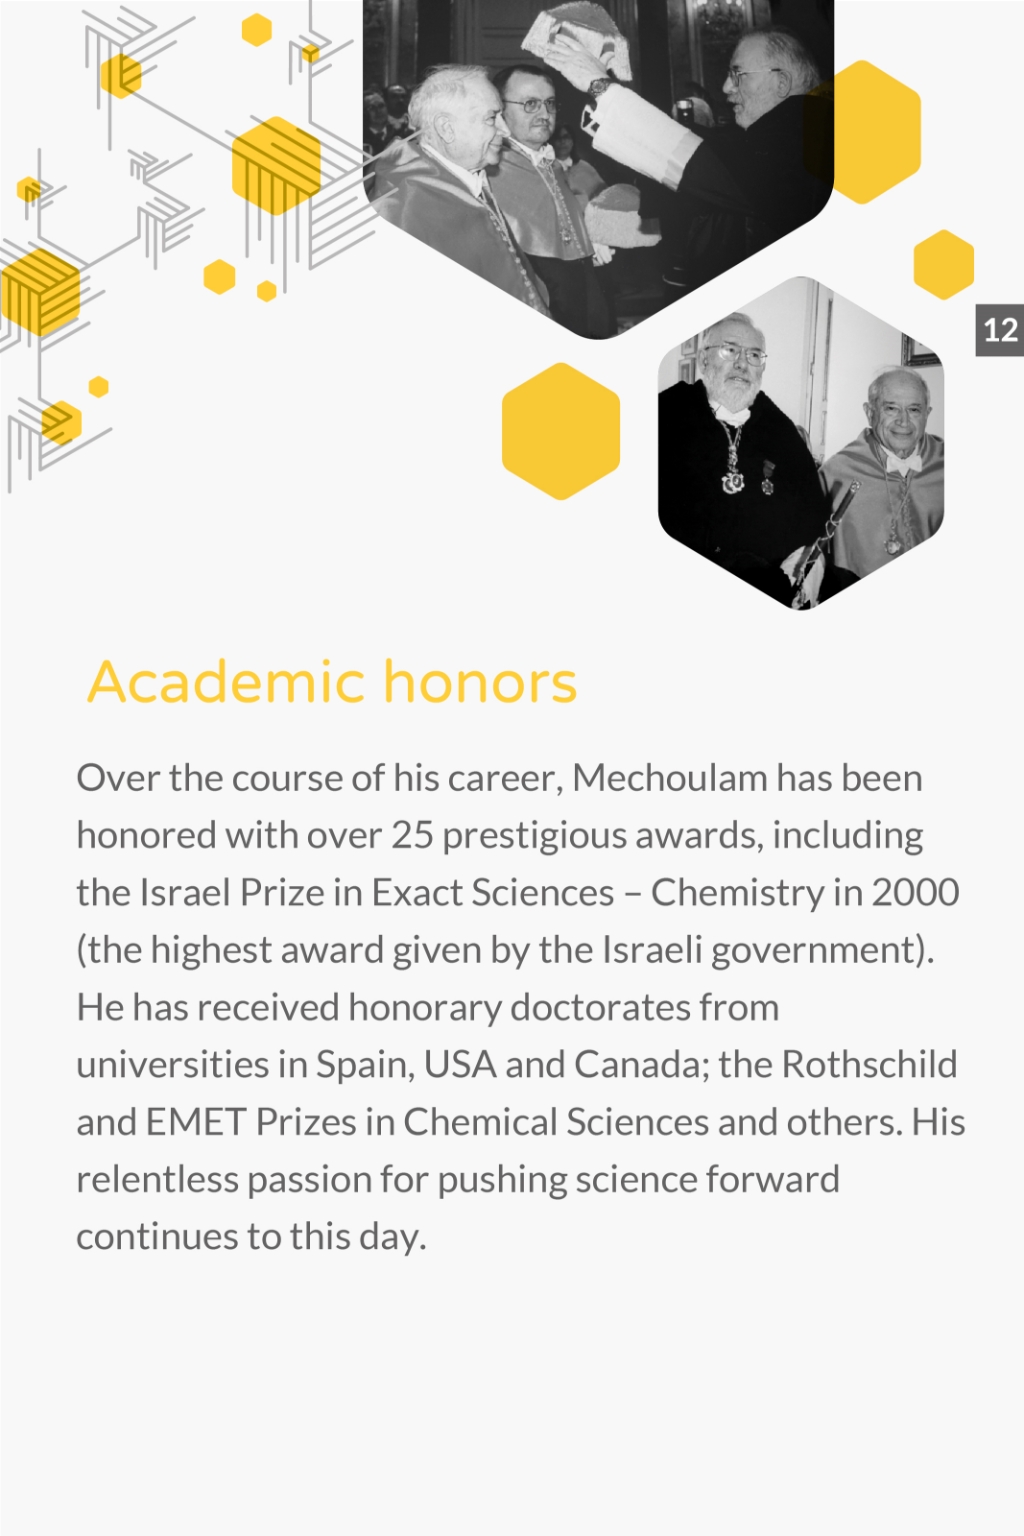 12
Academic honors
Over the course of his career, Mechoulam has been
honored with over 25 prestigious awards, including
the Israel Prize in Exact Sciences – Chemistry in 2000
(the highest award given by the Israeli government).
He has received honorary doctorates from
universities in Spain, USA and Canada; the Rothschild
and EMET Prizes in Chemical Sciences and others. His
relentless passion for pushing science forward
continues to this day.